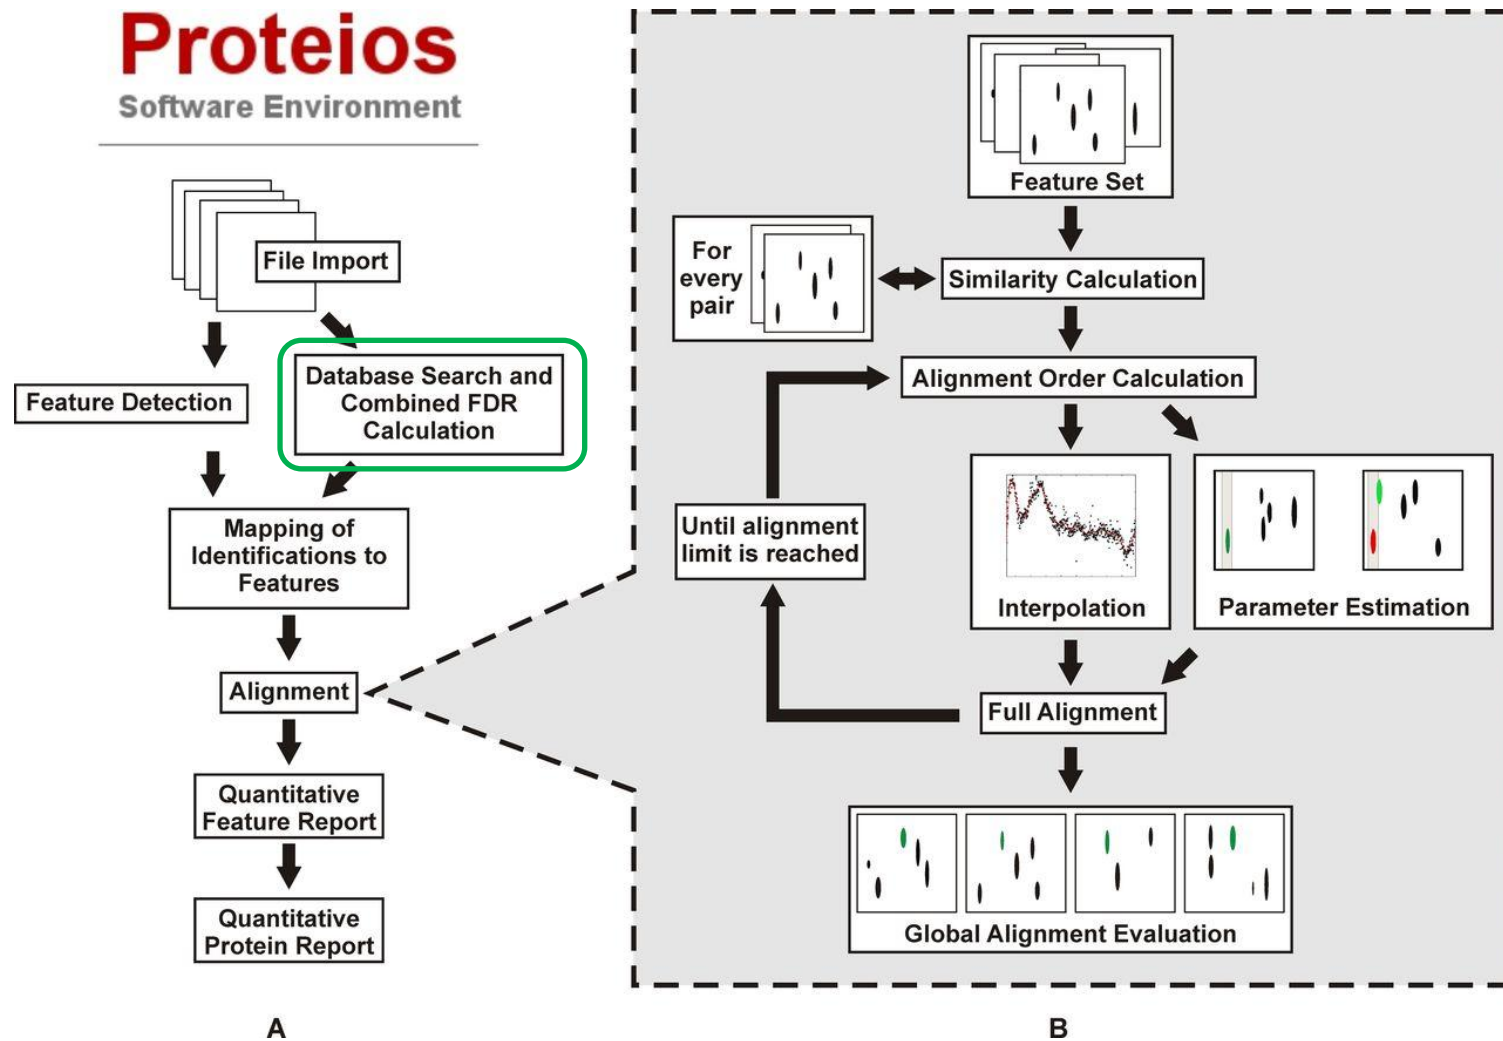 Proteios
Software Environment
File Import
Feature Detection
Database Search and
Combined FDR
Calculation
Mapping of
Identifications to
Features
Alignment
Quantitative
Feature Report
Quantitative
Protein Report
A
Feature Set
For
every
pair
Similarity Calculation
Alignment Order Calculation
Until alignment
limit is reached
Interpolation
Parameter Estimation
Full Alignment
Global Alignment Evaluation
B